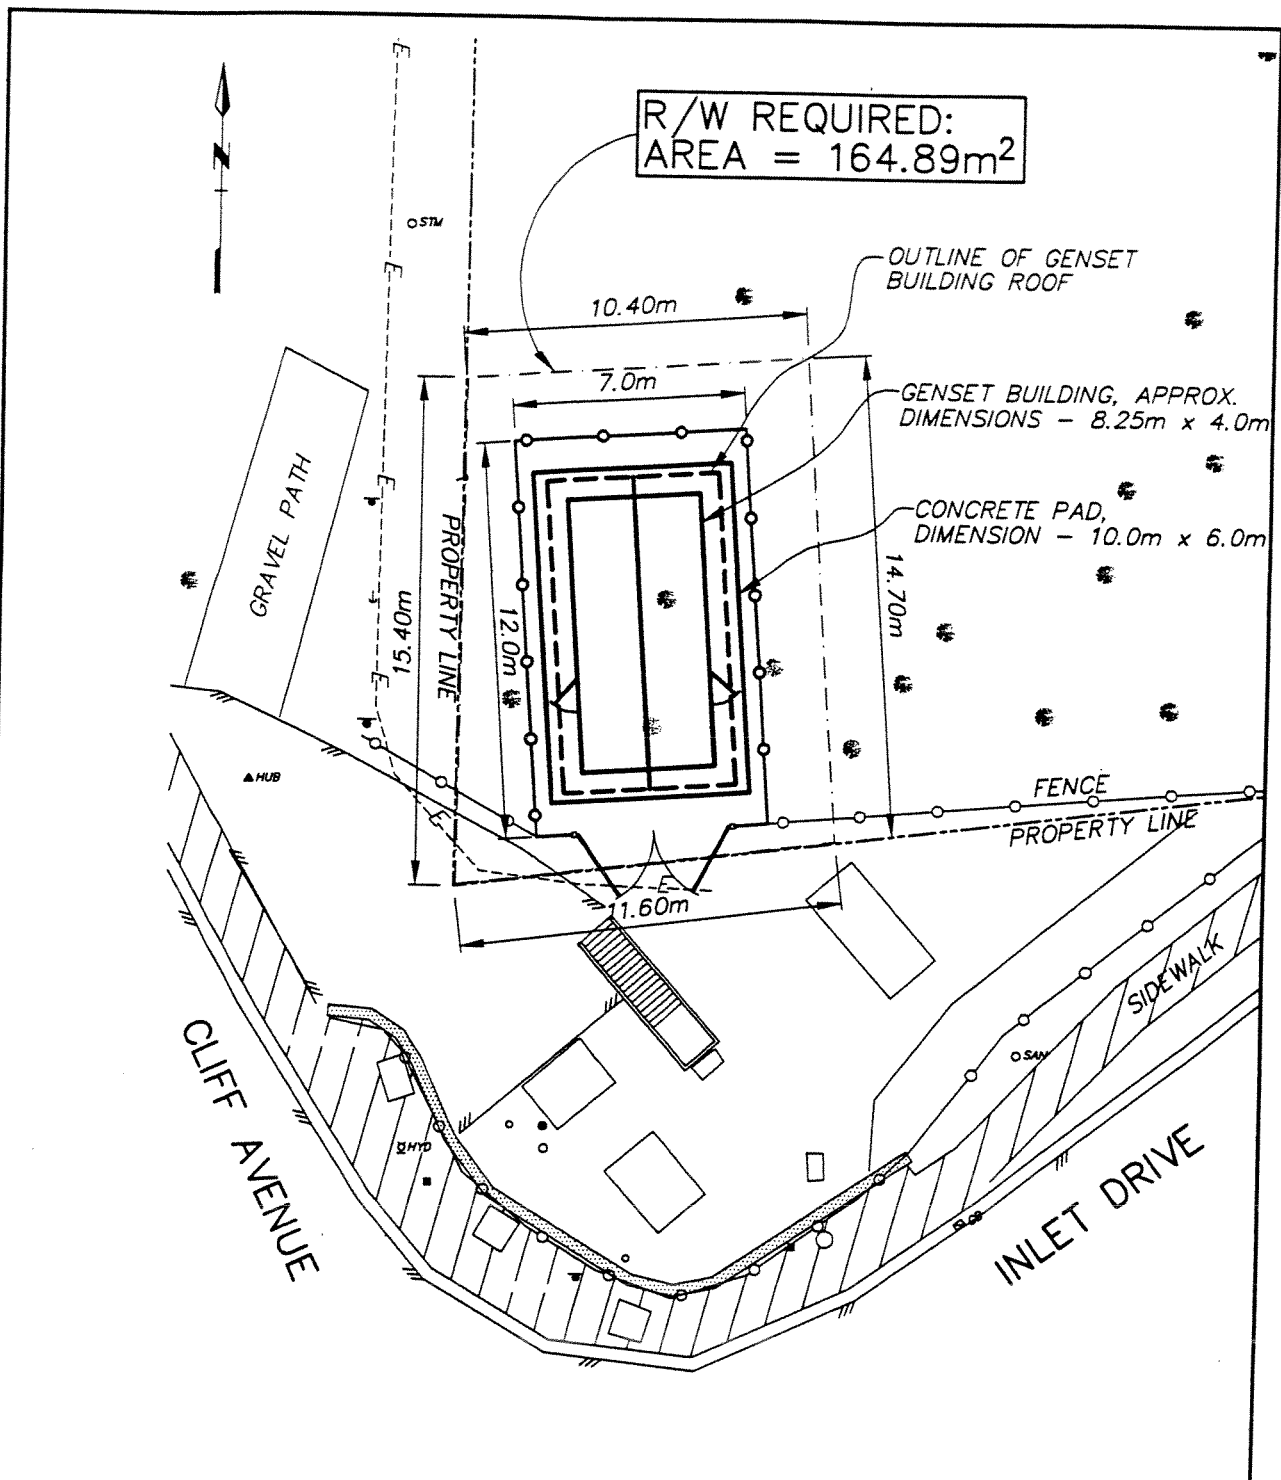 R/W REQUIRED:
AREA = 164.89m²
N
E
STM
E
OUTLINE OF GENSET
BUILDING ROOF
10.40m
7.0m
GENSET BUILDING, APPROX.
DIMENSIONS - 8.25m x 4.0m
GRAVEL PATH
E
PROPERTY LINE
CONCRETE PAD,
DIMENSION - 10.0m x 6.0m
15.40m
12.0m
14.70m
E
HUB
FENCE
PROPERTY LINE
E
E
11.60m
SIDEWALK
SAN
CLIFF AVENUE
HYD
INLET DRIVE